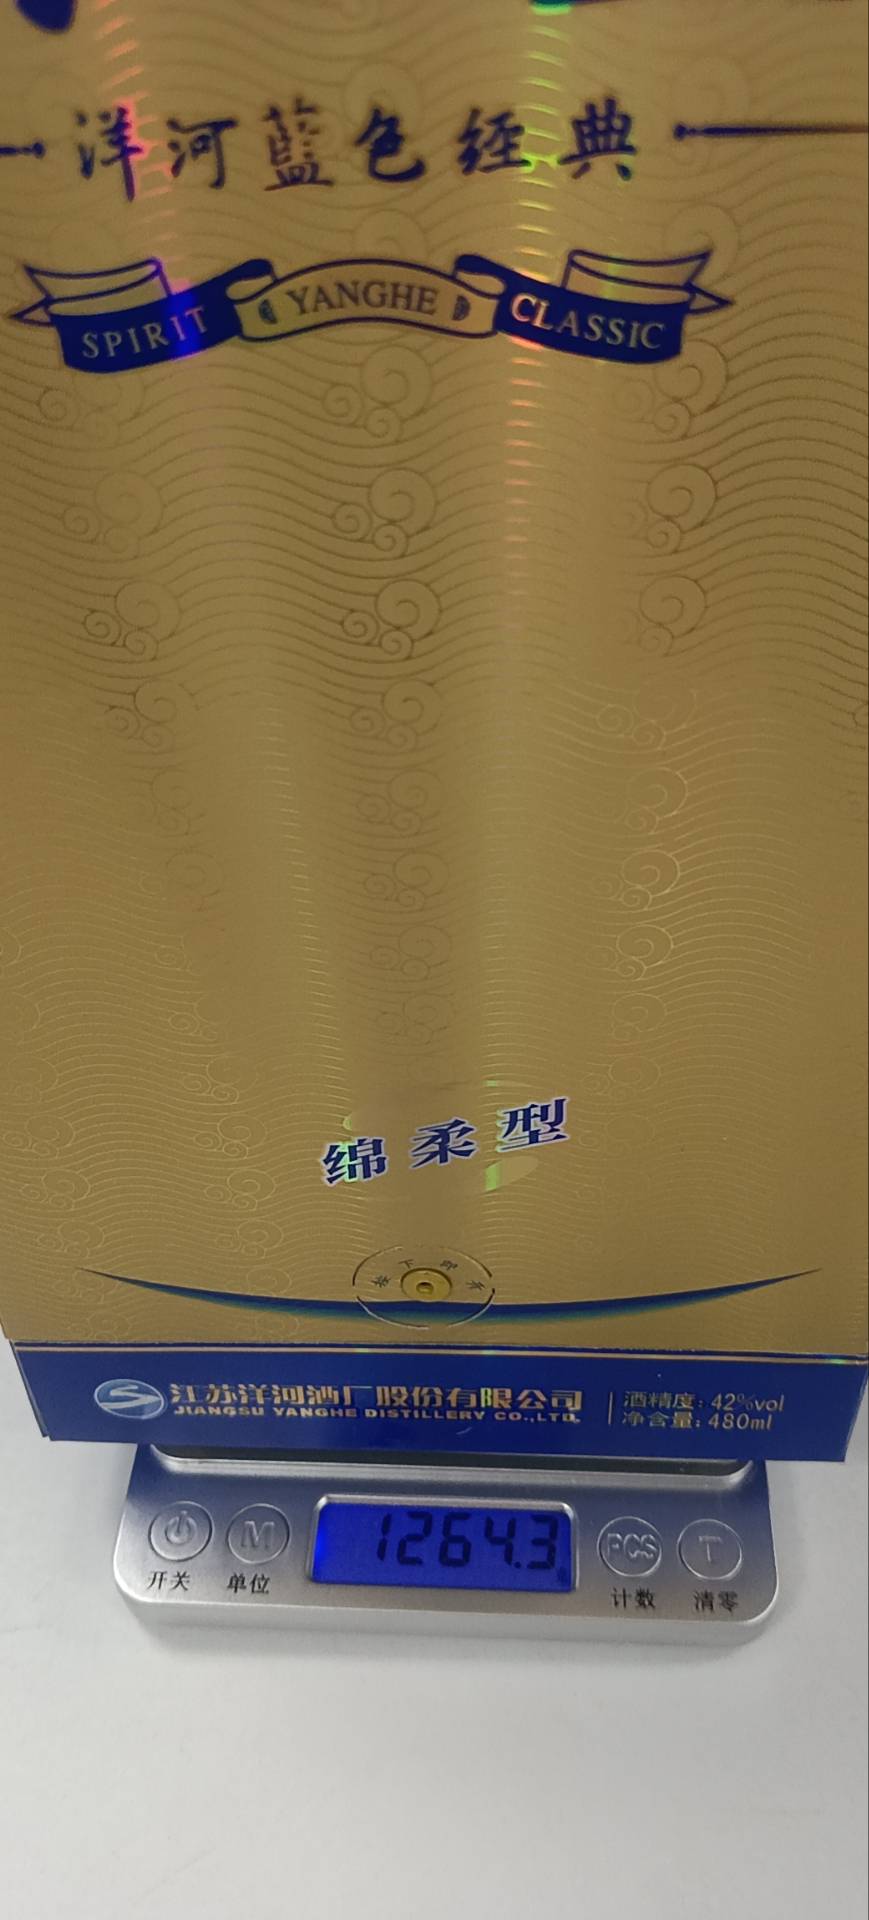 洋河藍色经典
SPIRIT YANGHE CLASSIC
绵柔型
江苏洋河酒厂股份有限公司
JIANGSU YANGHE DISTILLERY CO.,LTD.
酒精度: 42%vol
净含量: 480ml
1264.3
M
PCS
T
开关
单位
计数
清零